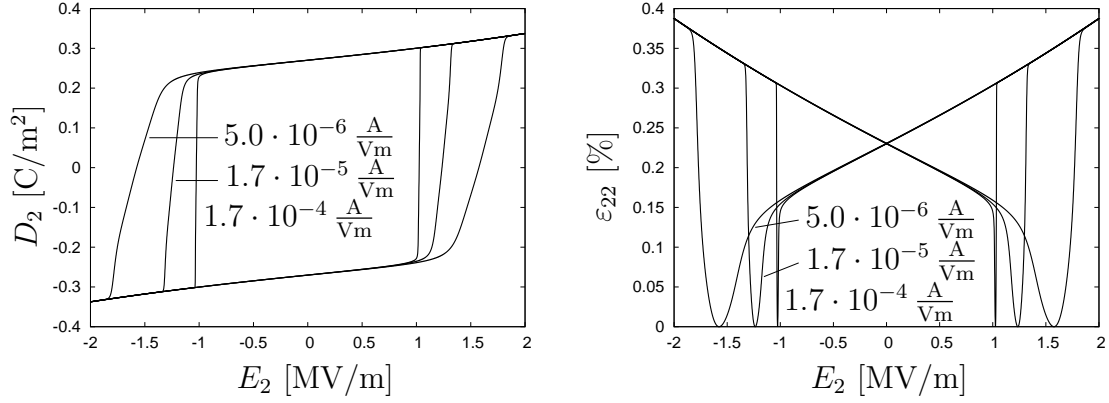 0.4
0.3
0.2
0.1
0
-0.1
-0.2
-0.3
-0.4
D₂ [C/m²]
-2 -1.5 -1 -0.5 0 0.5 1 1.5 2
E₂ [MV/m]
5.0 · 10⁻⁶ A/Vm
1.7 · 10⁻⁵ A/Vm
1.7 · 10⁻⁴ A/Vm
0.4
0.35
0.3
0.25
0.2
0.15
0.1
0.05
0
ε₂₂ [%]
-2 -1.5 -1 -0.5 0 0.5 1 1.5 2
E₂ [MV/m]
5.0 · 10⁻⁶ A/Vm
1.7 · 10⁻⁵ A/Vm
1.7 · 10⁻⁴ A/Vm